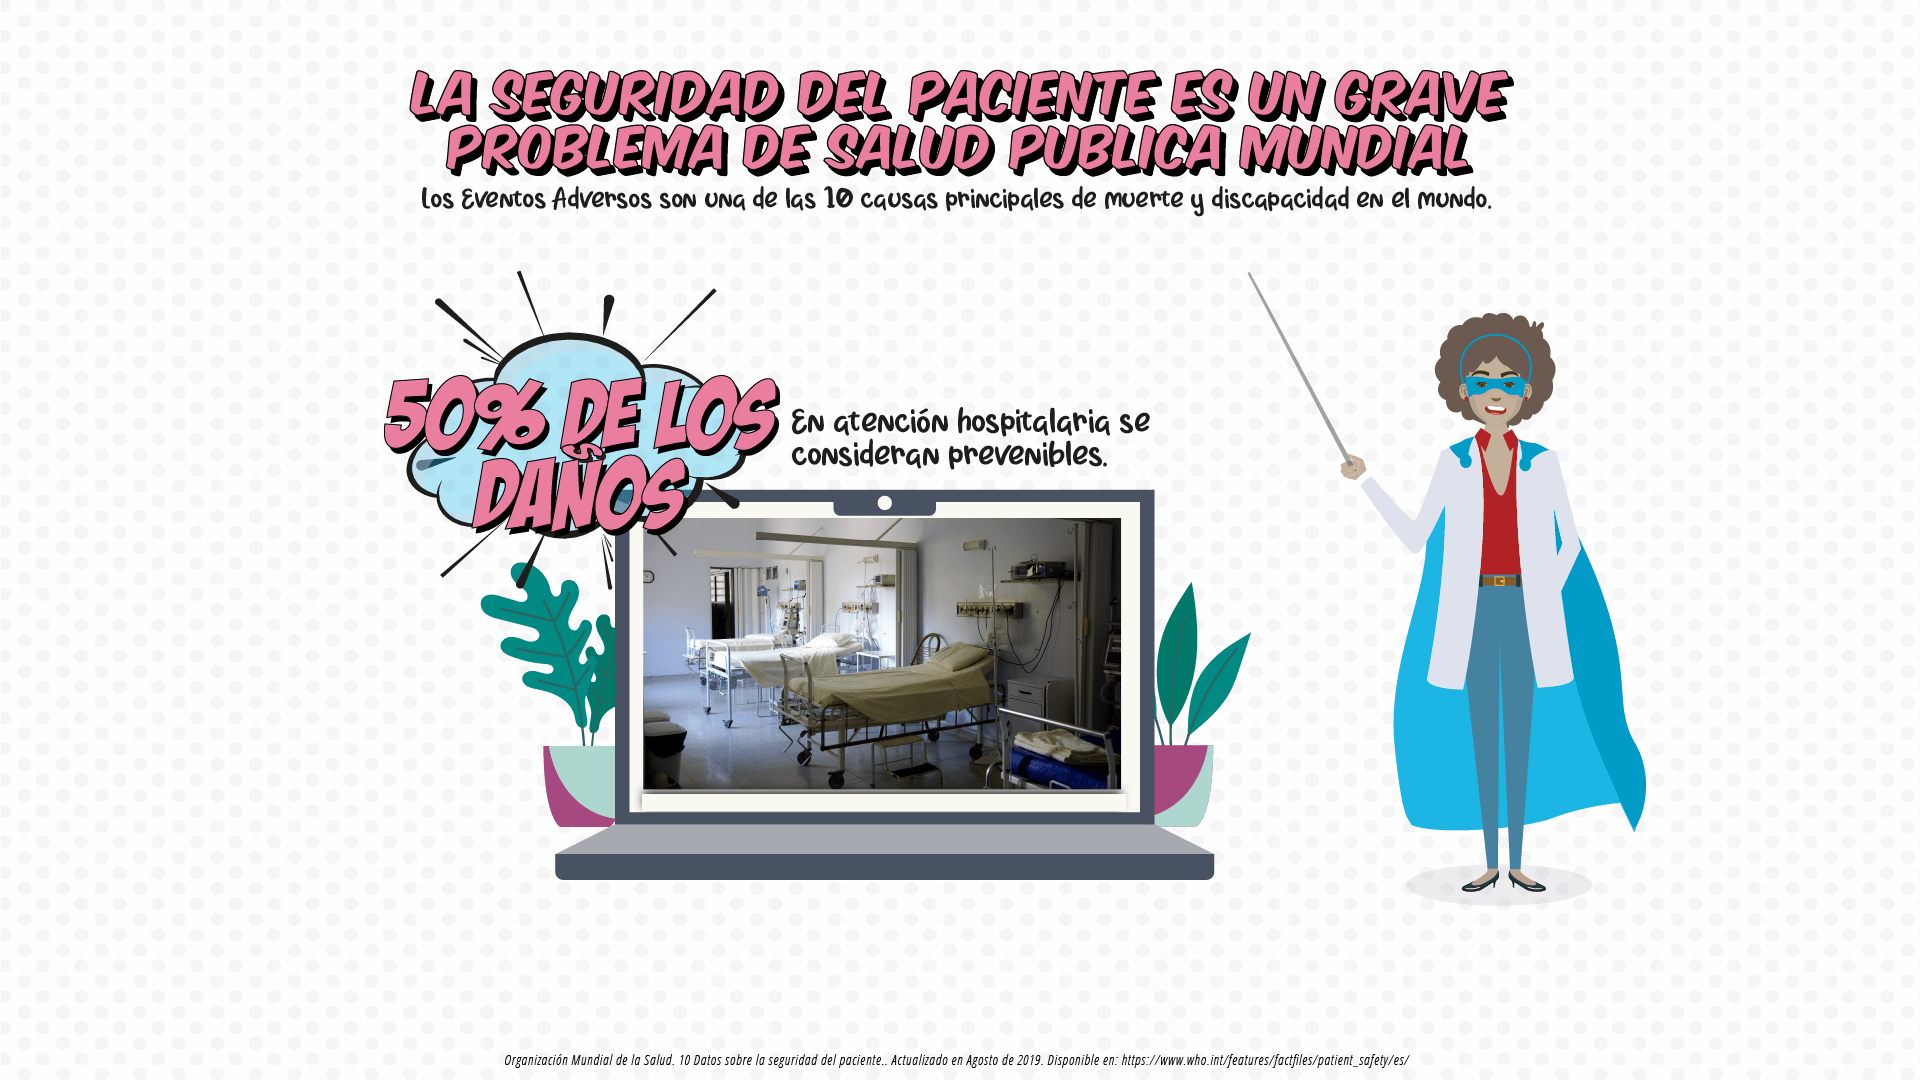 LA SEGURIDAD DEL PACIENTE ES UN GRAVE
PROBLEMA DE SALUD PUBLICA MUNDIAL
Los Eventos Adversos son una de las 10 causas principales de muerte y discapacidad en el mundo.
50% DE LOS
DAÑOS
En atención hospitalaria se
consideran prevenibles.
Organización Mundial de la Salud. 10 Datos sobre la seguridad del paciente.. Actualizado en Agosto de 2019. Disponible en: https://www.who.int/features/factfiles/patient_safety/es/